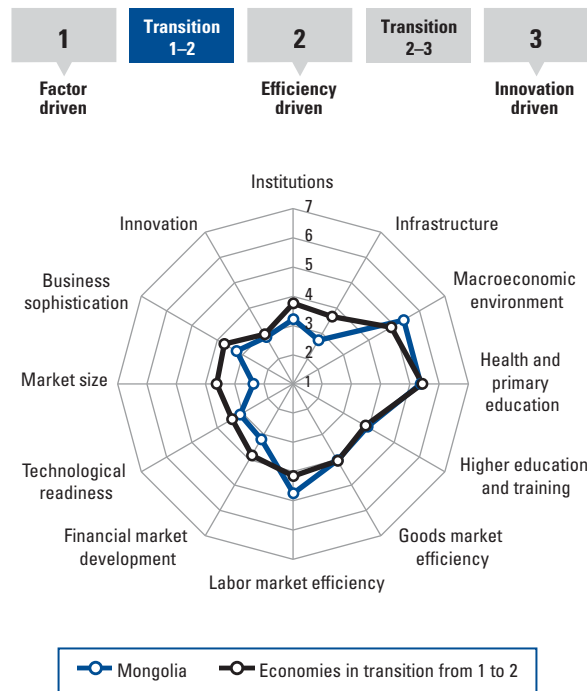 1
Transition
1–2
2
Transition
2–3
3
Factor
driven
Efficiency
driven
Innovation
driven
Institutions
Infrastructure
Macroeconomic
environment
Health and
primary
education
Higher education
and training
Goods market
efficiency
Labor market efficiency
Financial market
development
Technological
readiness
Market size
Business
sophistication
Innovation
7
6
5
4
3
2
1
Mongolia
Economies in transition from 1 to 2